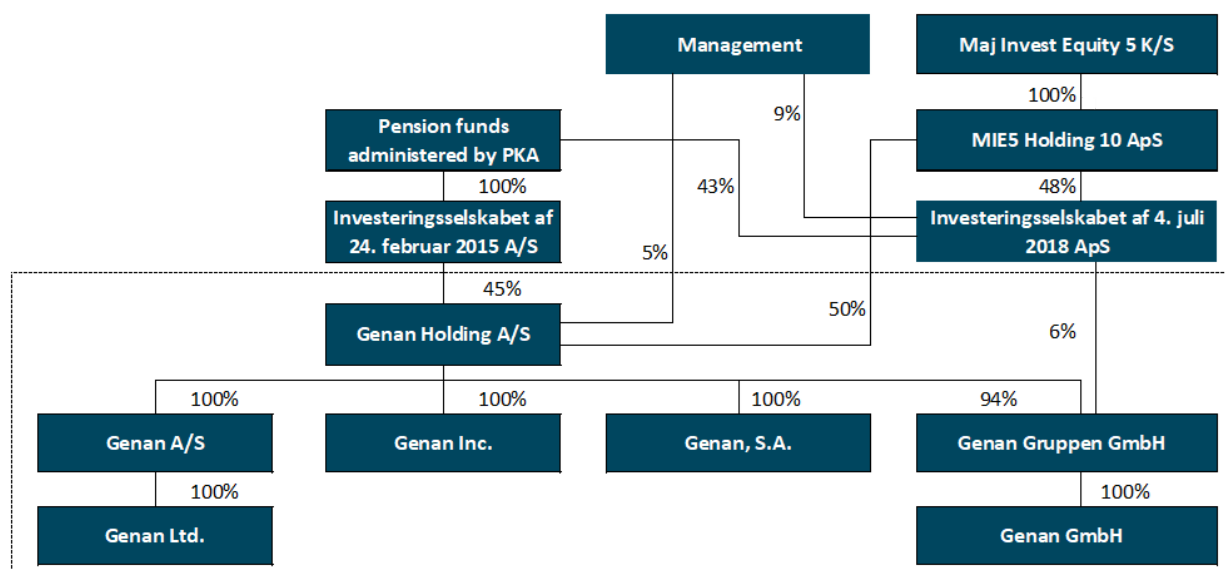 Management
Maj Invest Equity 5 K/S
100%
9%
Pension funds
administered by PKA
MIE5 Holding 10 ApS
100%
43%
48%
Investeringsselskabet af
24. februar 2015 A/S
Investeringsselskabet af 4. juli
2018 ApS
5%
45%
50%
Genan Holding A/S
6%
100%
100%
100%
94%
Genan A/S
Genan Inc.
Genan, S.A.
Genan Gruppen GmbH
100%
100%
Genan Ltd.
Genan GmbH